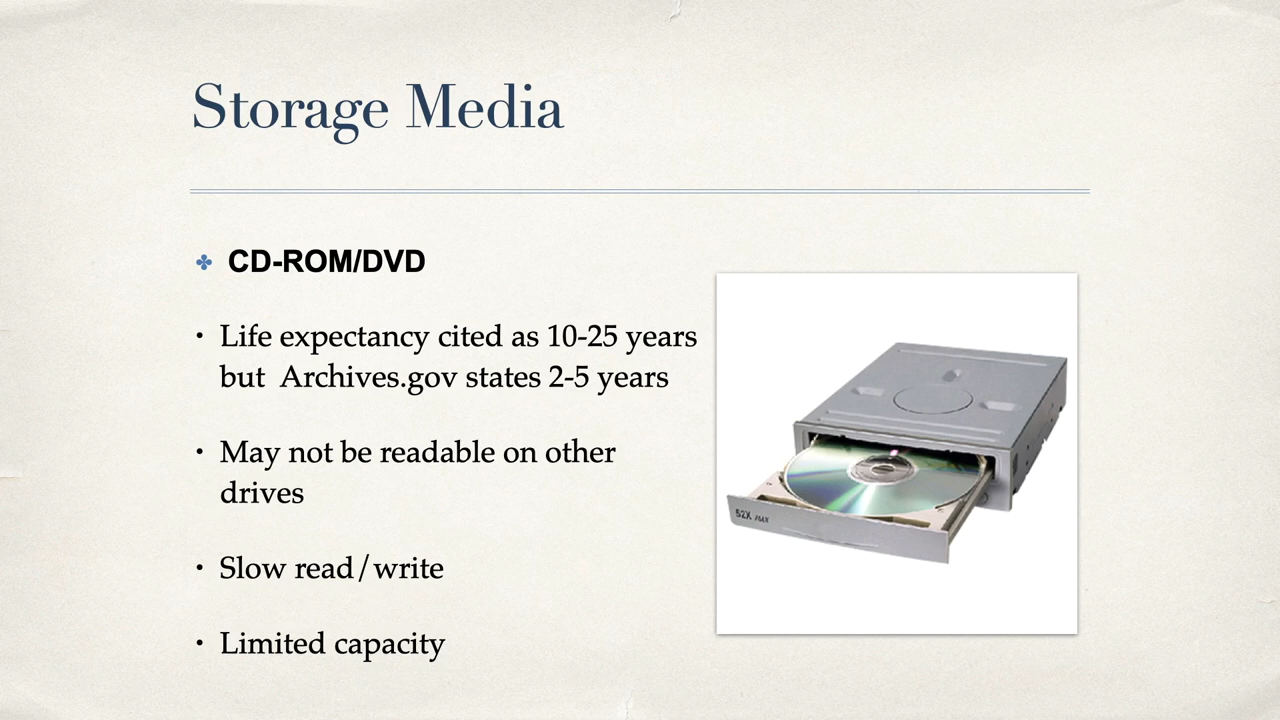 Storage Media
CD-ROM/DVD
Life expectancy cited as 10-25 years
but Archives.gov states 2-5 years
May not be readable on other
drives
Slow read/write
Limited capacity
52X MAX